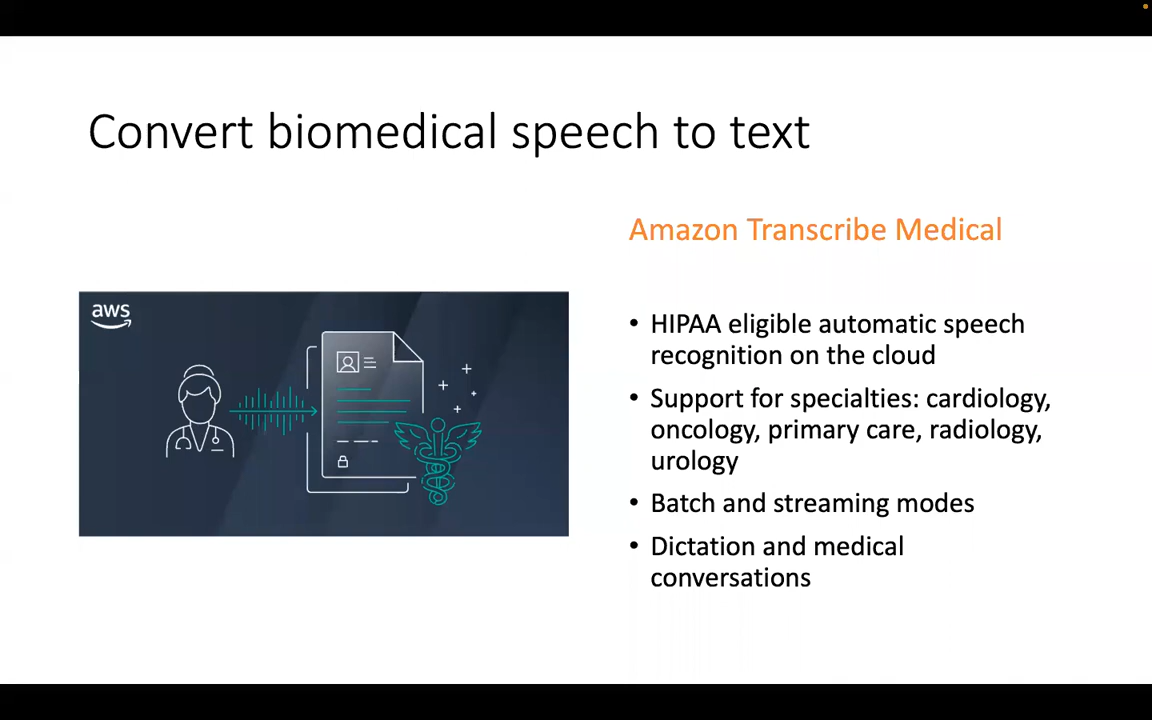 Convert biomedical speech to text
Amazon Transcribe Medical
aws
• HIPAA eligible automatic speech
recognition on the cloud
• Support for specialties: cardiology,
oncology, primary care, radiology,
urology
• Batch and streaming modes
• Dictation and medical
conversations